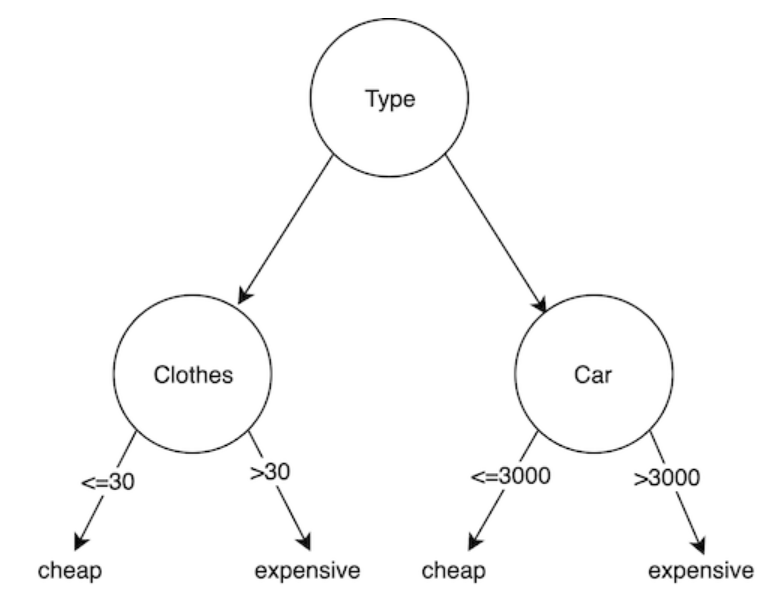 Type
Clothes
Car
<=30
>30
<=3000
>3000
cheap
expensive
cheap
expensive